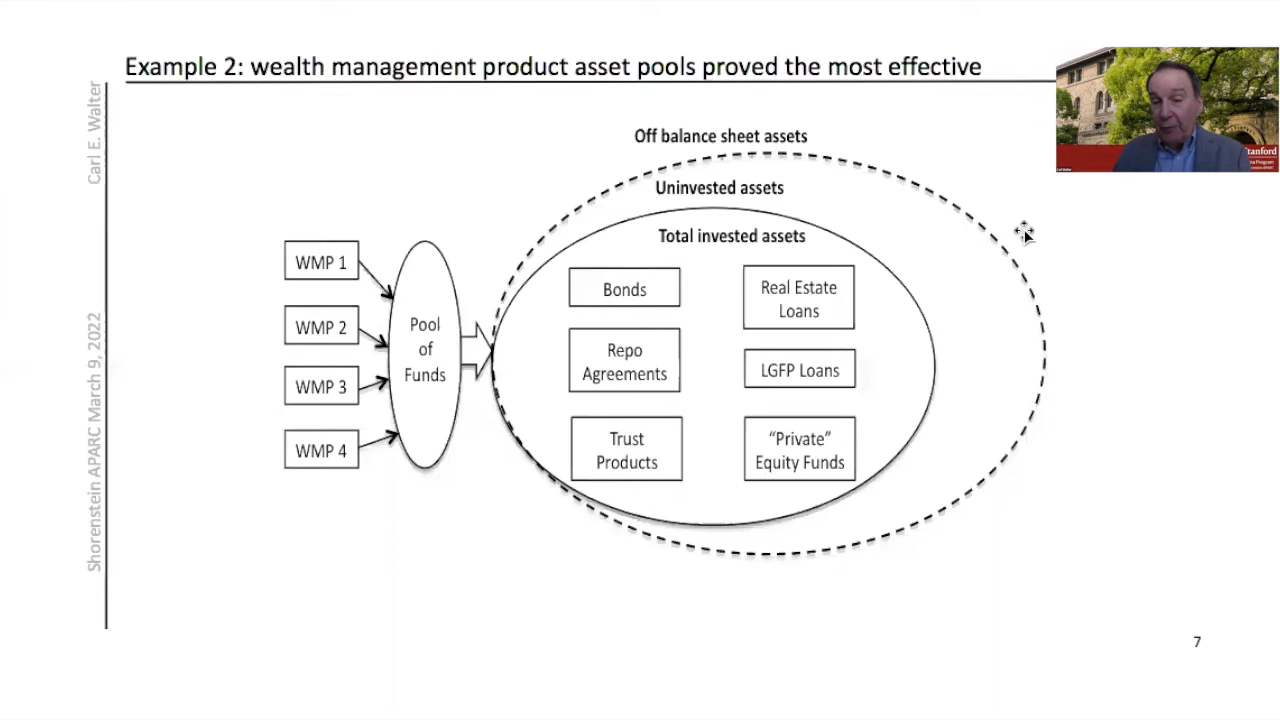 Example 2: wealth management product asset pools proved the most effective
Carl E. Walter
Shorenstein APARC March 9, 2022
Off balance sheet assets
Uninvested assets
Total invested assets
WMP 1
WMP 2
WMP 3
WMP 4
Pool
of
Funds
Bonds
Real Estate
Loans
Repo
Agreements
LGFP Loans
Trust
Products
“Private”
Equity Funds
tanford
7